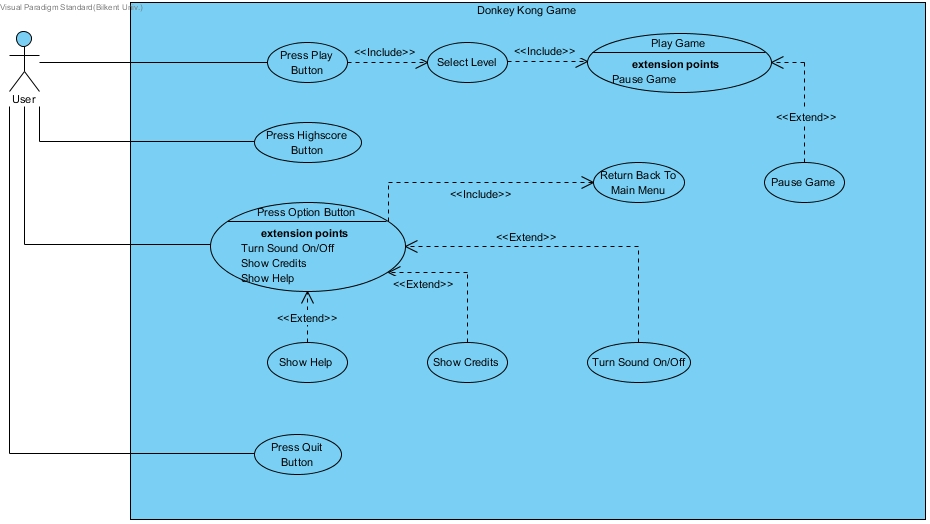 Visual Paradigm Standard(Bilkent Univ.)
Donkey Kong Game
User
Press Play
Button
<<Include>>
Select Level
<<Include>>
Play Game
extension points
Pause Game
<<Extend>>
Pause Game
Press Highscore
Button
Return Back To
Main Menu
<<Include>>
Press Option Button
extension points
Turn Sound On/Off
Show Credits
Show Help
<<Extend>>
<<Extend>>
<<Extend>>
Show Help
Show Credits
Turn Sound On/Off
Press Quit
Button